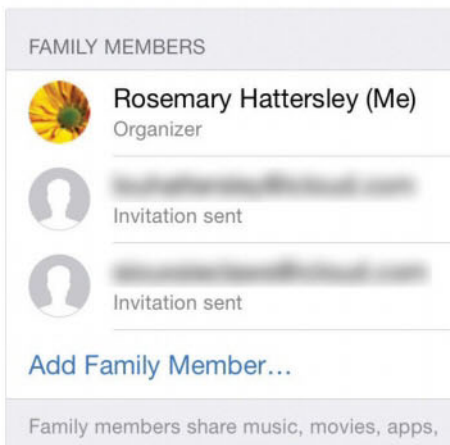 FAMILY MEMBERS
Rosemary Hattersley (Me)
Organizer
Invitation sent
Invitation sent
Add Family Member...
Family members share music, movies, apps,